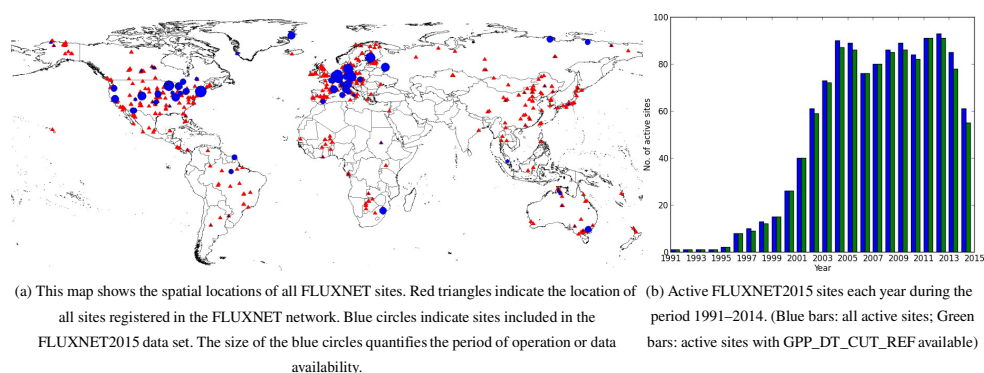 100
80
60
40
20
0
No. of active sites
1991 1993 1995 1997 1999 2001 2003 2005 2007 2009 2011 2013 2015
Year
(a) This map shows the spatial locations of all FLUXNET sites. Red triangles indicate the location of
all sites registered in the FLUXNET network. Blue circles indicate sites included in the
FLUXNET2015 data set. The size of the blue circles quantifies the period of operation or data
availability.
(b) Active FLUXNET2015 sites each year during the
period 1991–2014. (Blue bars: all active sites; Green
bars: active sites with GPP_DT_CUT_REF available)